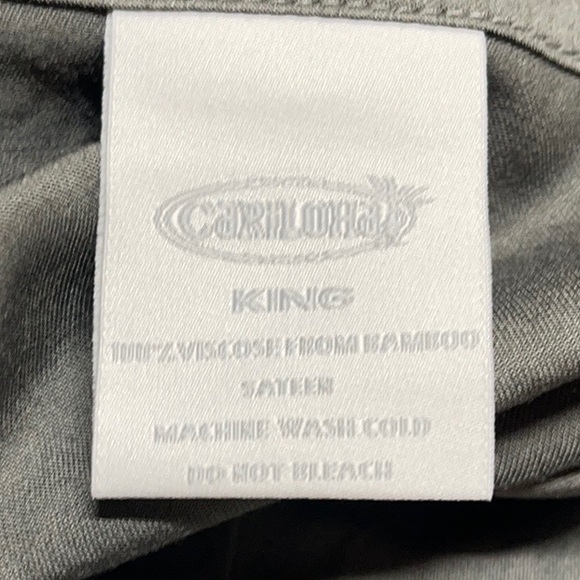 CARILOHA
KING
100% VISCOSE FROM BAMBOO
SATEEN
MACHINE WASH COLD
DO NOT BLEACH